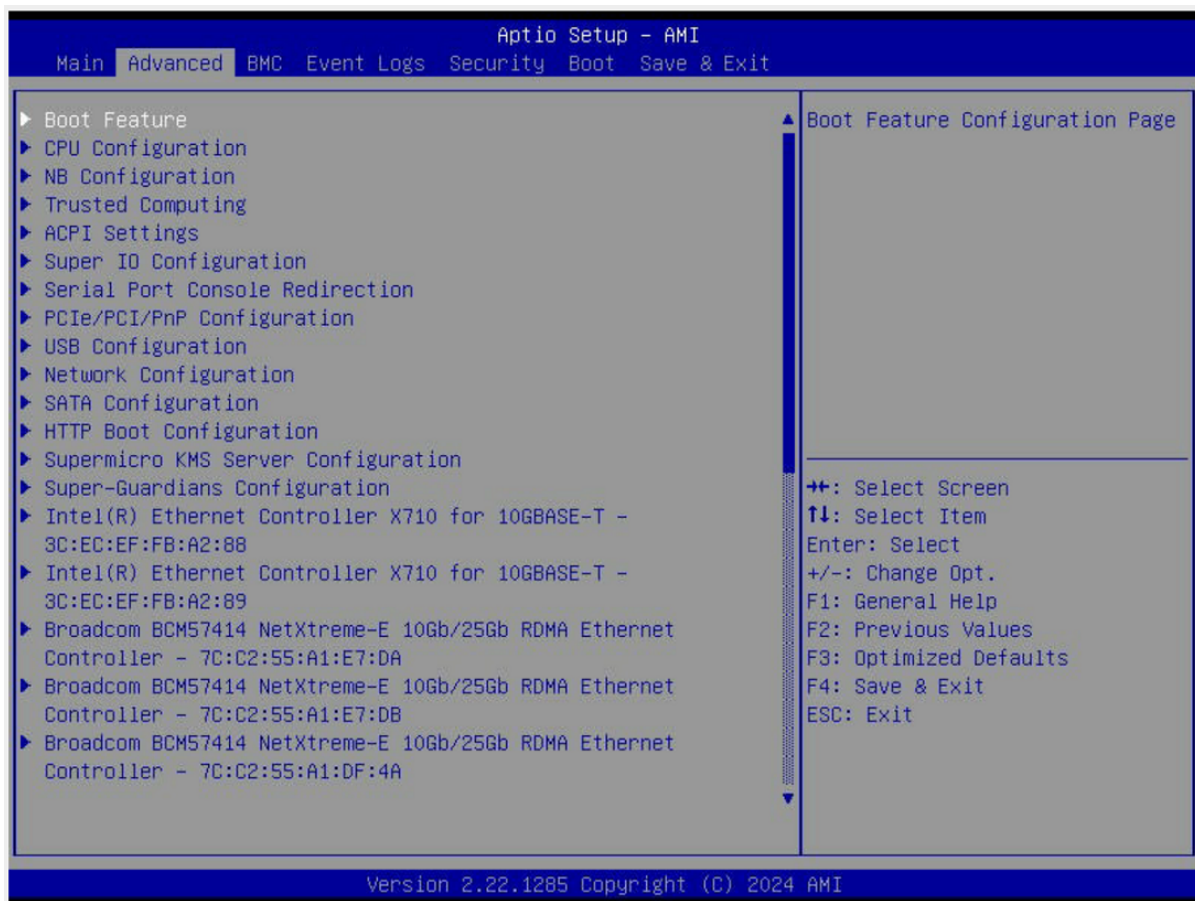 Aptio Setup – AMI
Main Advanced BMC Event Logs Security Boot Save & Exit
Boot Feature
CPU Configuration
NB Configuration
Trusted Computing
ACPI Settings
Super IO Configuration
Serial Port Console Redirection
PCIe/PCI/PnP Configuration
USB Configuration
Network Configuration
SATA Configuration
HTTP Boot Configuration
Supermicro KMS Server Configuration
Super-Guardians Configuration
Intel(R) Ethernet Controller X710 for 10GBASE-T –
3C:EC:EF:FB:A2:88
Intel(R) Ethernet Controller X710 for 10GBASE-T –
3C:EC:EF:FB:A2:89
Broadcom BCM57414 NetXtreme-E 10Gb/25Gb RDMA Ethernet
Controller – 7C:C2:55:A1:E7:DA
Broadcom BCM57414 NetXtreme-E 10Gb/25Gb RDMA Ethernet
Controller – 7C:C2:55:A1:E7:DB
Broadcom BCM57414 NetXtreme-E 10Gb/25Gb RDMA Ethernet
Controller – 7C:C2:55:A1:DF:4A
Boot Feature Configuration Page
→←: Select Screen
↑↓: Select Item
Enter: Select
+/-: Change Opt.
F1: General Help
F2: Previous Values
F3: Optimized Defaults
F4: Save & Exit
ESC: Exit
Version 2.22.1285 Copyright (C) 2024 AMI